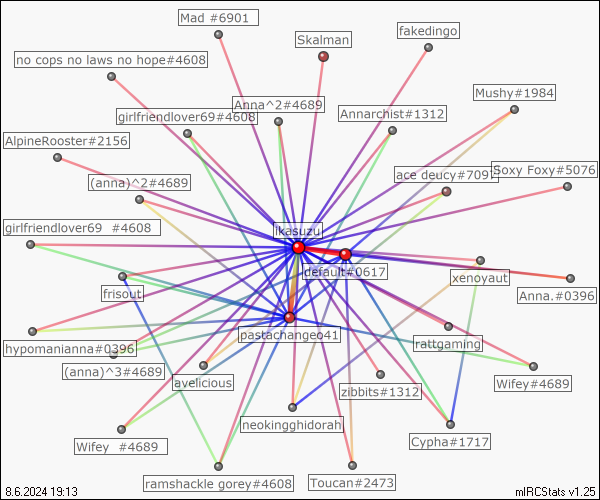 Mad #6901
Skalman
fakedingo
no cops no laws no hope#4608
Mushy#1984
Anna^2#4689
girlfriendlover69#4608
Annarchist#1312
AlpineRooster#2156
ace deucy#7097
Soxy Foxy#5076
(anna)^2#4689
girlfriendlover69 #4608
ikasuzu
default#0617
xenoyaut
Anna.#0396
frisout
pastachangeo41
rattgaming
hypomanianna#0396
(anna)^3#4689
avelicious
zibbits#1312
Wifey#4689
neokingghidorah
Cypha#1717
Wifey #4689
ramshackle gorey#4608
Toucan#2473
8.6.2024 19:13
mIRCStats v1.25